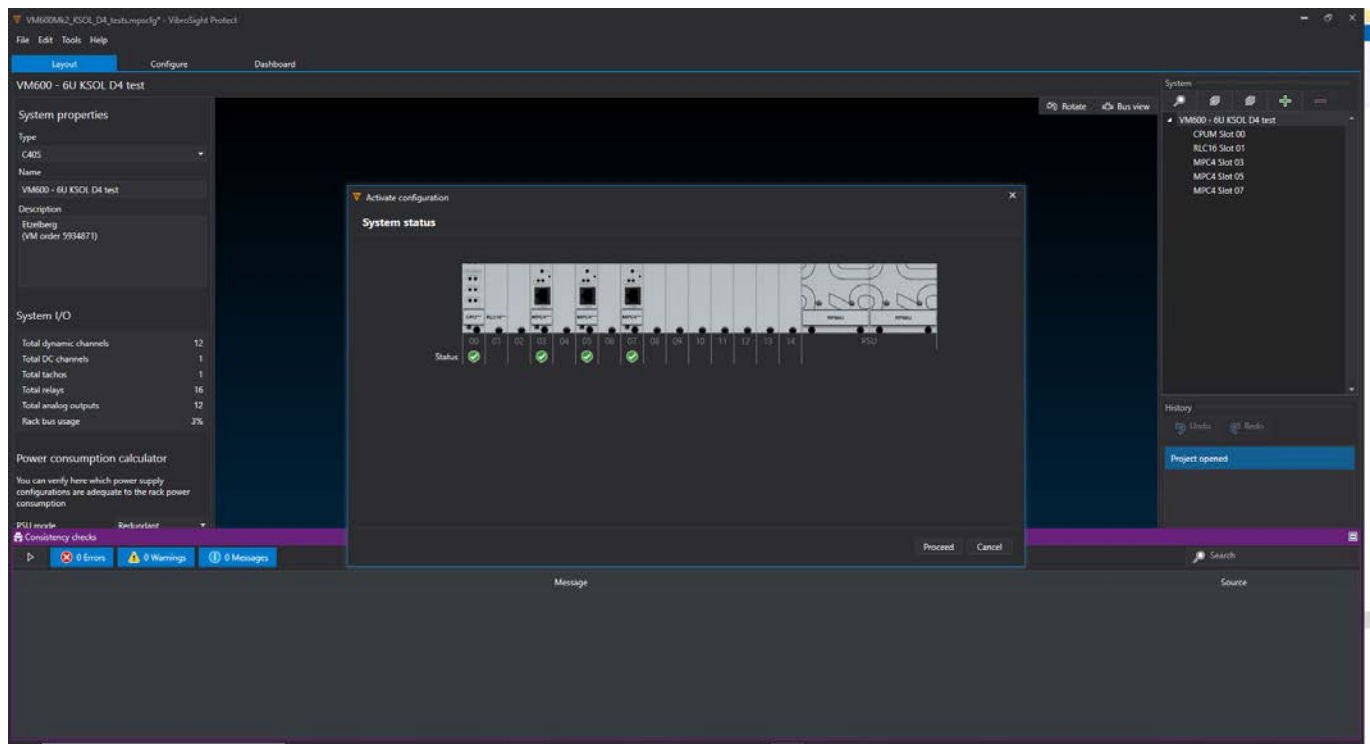 VM600Mk2_KSOL_D4_tests.mpscfg* - VibroSight Protect
File Edit Tools Help
Layout Configure Dashboard
VM600 - 6U KSOL D4 test
System properties
Type
C405
Name
VM600 - 6U KSOL D4 test
Description
Etzelberg
(VM order 5934871)
System I/O
Total dynamic channels 12
Total DC channels 1
Total tachos 1
Total relays 16
Total analog outputs 12
Rack bus usage 3%
Power consumption calculator
You can verify here which power supply
configurations are adequate to the rack power
consumption
PSU mode Redundant
Rotate Bus view
Activate configuration
System status
00 01 02 03 04 05 06 07 08 09 10 11 12 13 14 PSU
Status
Proceed Cancel
System
VM600 - 6U KSOL D4 test
CPUM Slot 00
RLC16 Slot 01
MPC4 Slot 03
MPC4 Slot 05
MPC4 Slot 07
History
Undo Redo
Project opened
Consistency checks
0 Errors 0 Warnings 0 Messages Search
Message Source